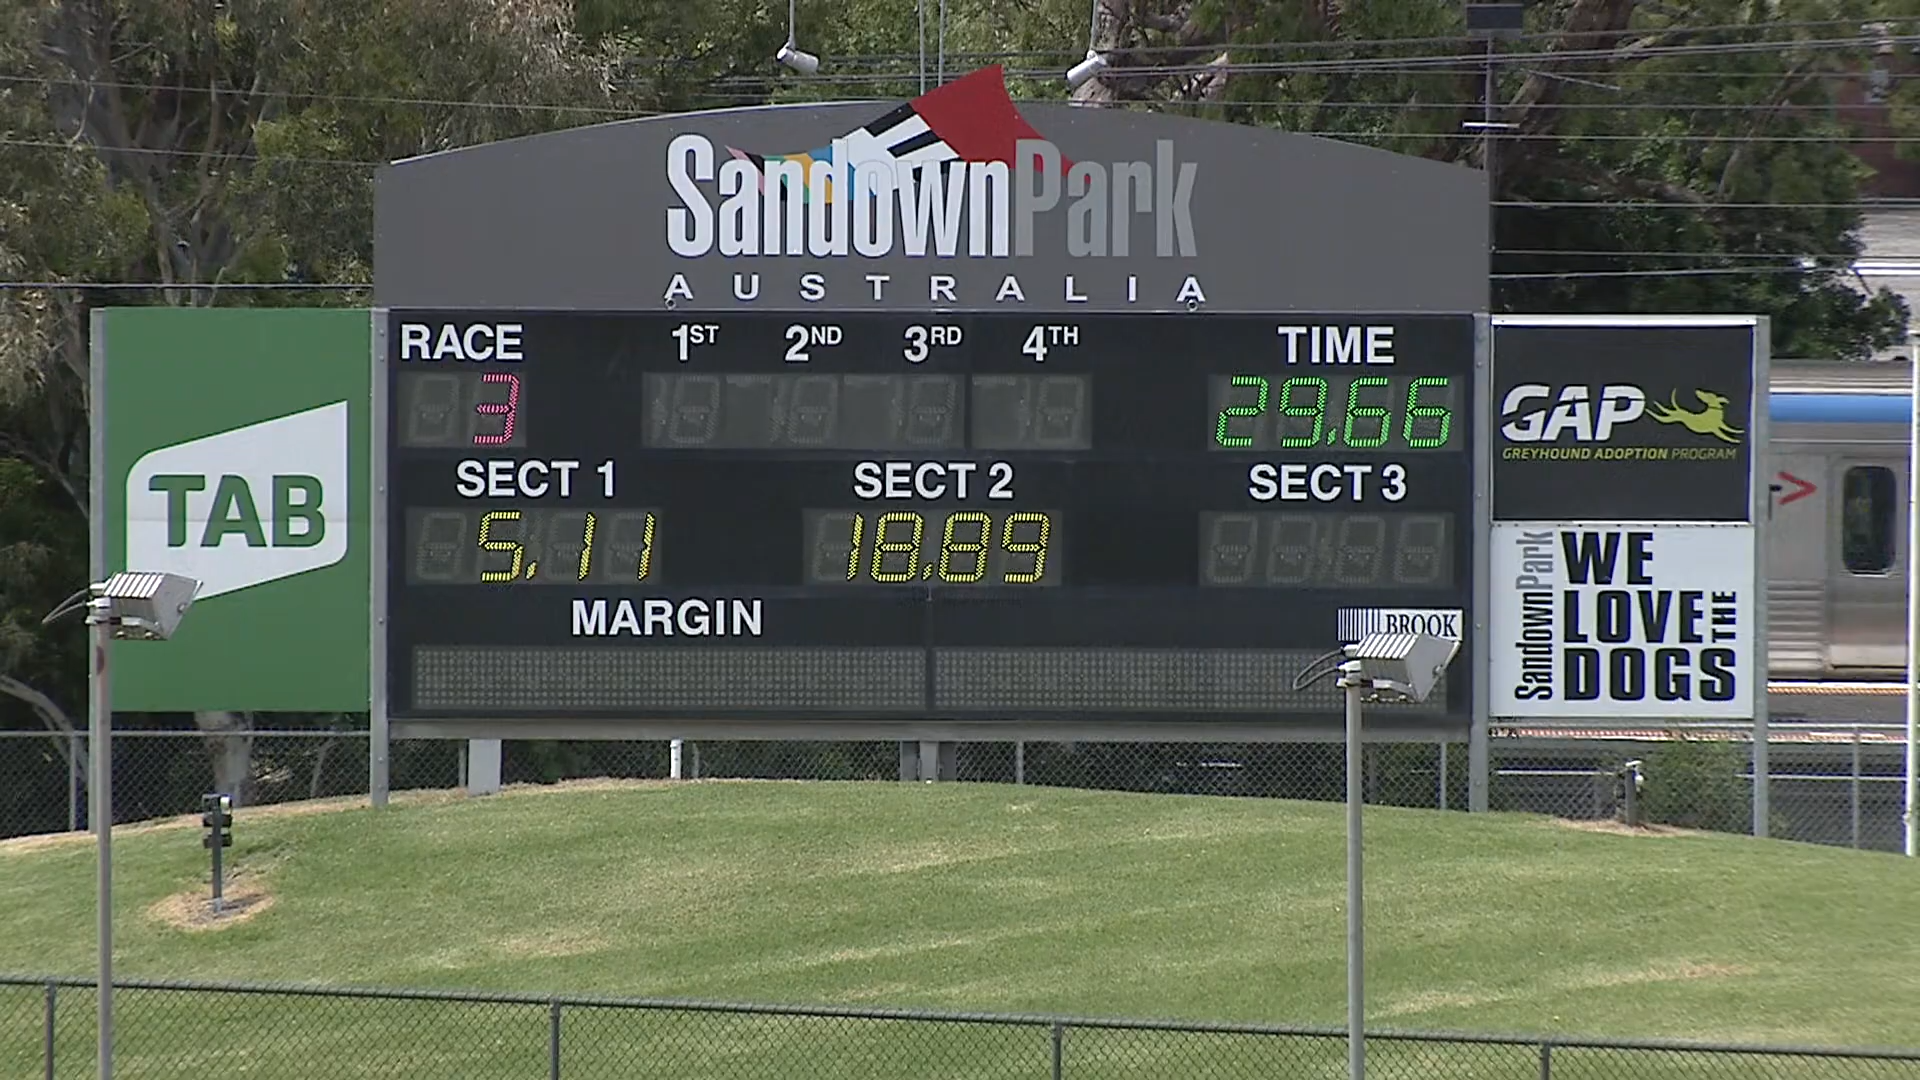 SandownPark
AUSTRALIA
RACE 1ST 2ND 3RD 4TH TIME
3 29.66
SECT 1 SECT 2 SECT 3
5.11 18.89
MARGIN
BROOK
TAB
GAP
GREYHOUND ADOPTION PROGRAM
SandownPark
WE
LOVE THE
DOGS